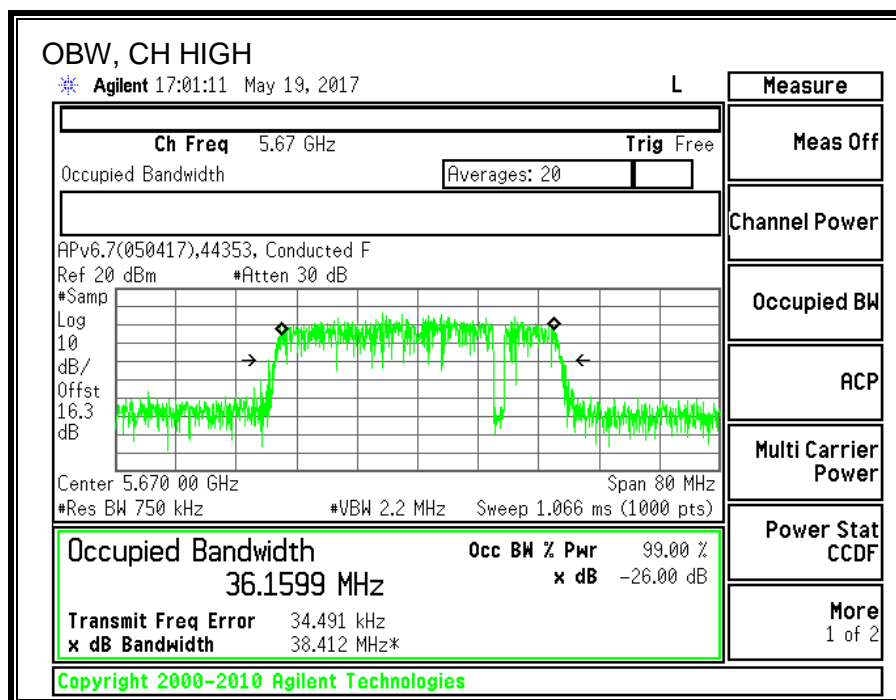 OBW, CH HIGH
Agilent 17:01:11 May 19, 2017 L
Measure
Ch Freq 5.67 GHz Trig Free
Meas Off
Occupied Bandwidth Averages: 20
Channel Power
APv6.7(050417),44353, Conducted F
Ref 20 dBm #Atten 30 dB
#Samp
Log
10
dB/
Offst
16.3
dB
Occupied BW
ACP
Center 5.670 00 GHz Span 80 MHz
#Res BW 750 kHz #VBW 2.2 MHz Sweep 1.066 ms (1000 pts)
Multi Carrier
Power
Occupied Bandwidth
36.1599 MHz
Occ BW % Pwr 99.00 %
x dB -26.00 dB
Transmit Freq Error 34.491 kHz
x dB Bandwidth 38.412 MHz*
Power Stat
CCDF
More
1 of 2
Copyright 2000-2010 Agilent Technologies